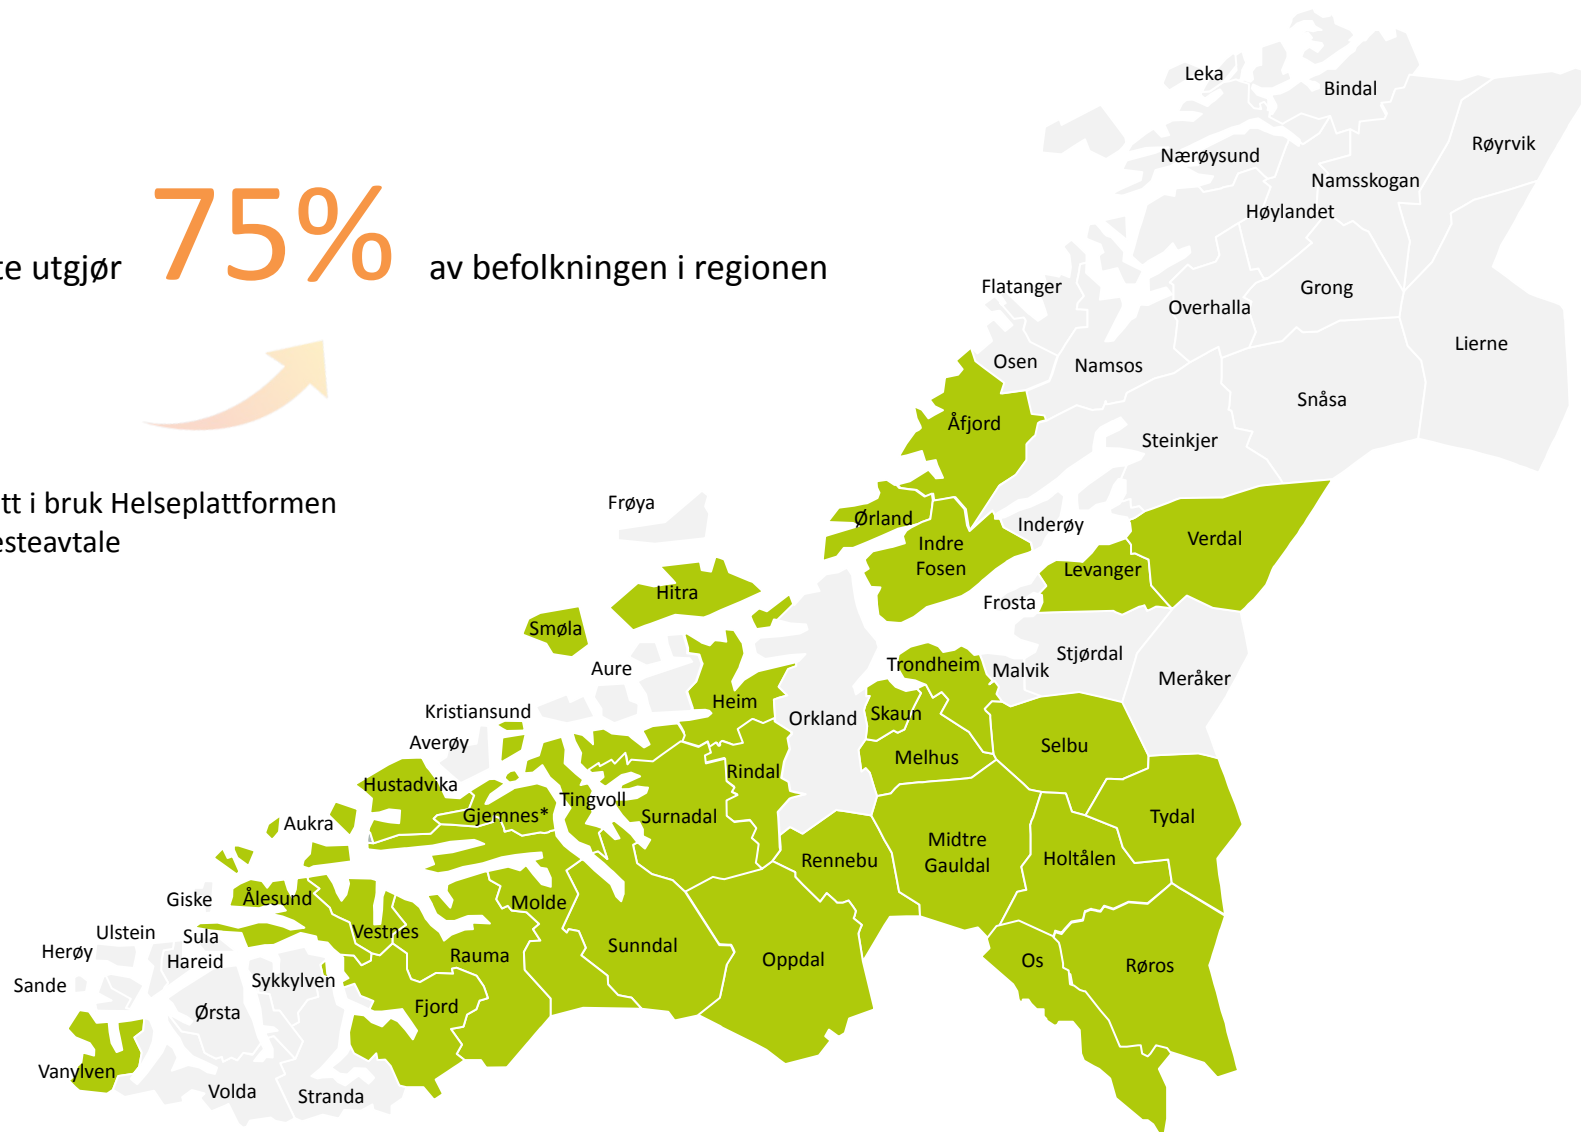 te utgjør 75% av befolkningen i regionen
tt i bruk Helseplattformen
esteavtale
Leka
Bindal
Røyrvik
Nærøysund
Namsskogan
Høylandet
Flatanger
Overhalla
Grong
Lierne
Osen
Namsos
Snåsa
Åfjord
Steinkjer
Frøya
Ørland
Inderøy
Verdal
Indre
Fosen
Levanger
Hitra
Frosta
Smøla
Aure
Trondheim
Malvik
Stjørdal
Meråker
Heim
Kristiansund
Orkland
Skaun
Averøy
Selbu
Melhus
Rindal
Hustadvika
Tingvoll
Gjemnes*
Surnadal
Aukra
Tydal
Midtre
Gauldal
Holtålen
Rennebu
Giske
Ålesund
Molde
Ulstein
Sula
Vestnes
Herøy
Hareid
Rauma
Sunndal
Oppdal
Os
Røros
Sande
Sykkylven
Ørsta
Fjord
Vanylven
Volda
Stranda